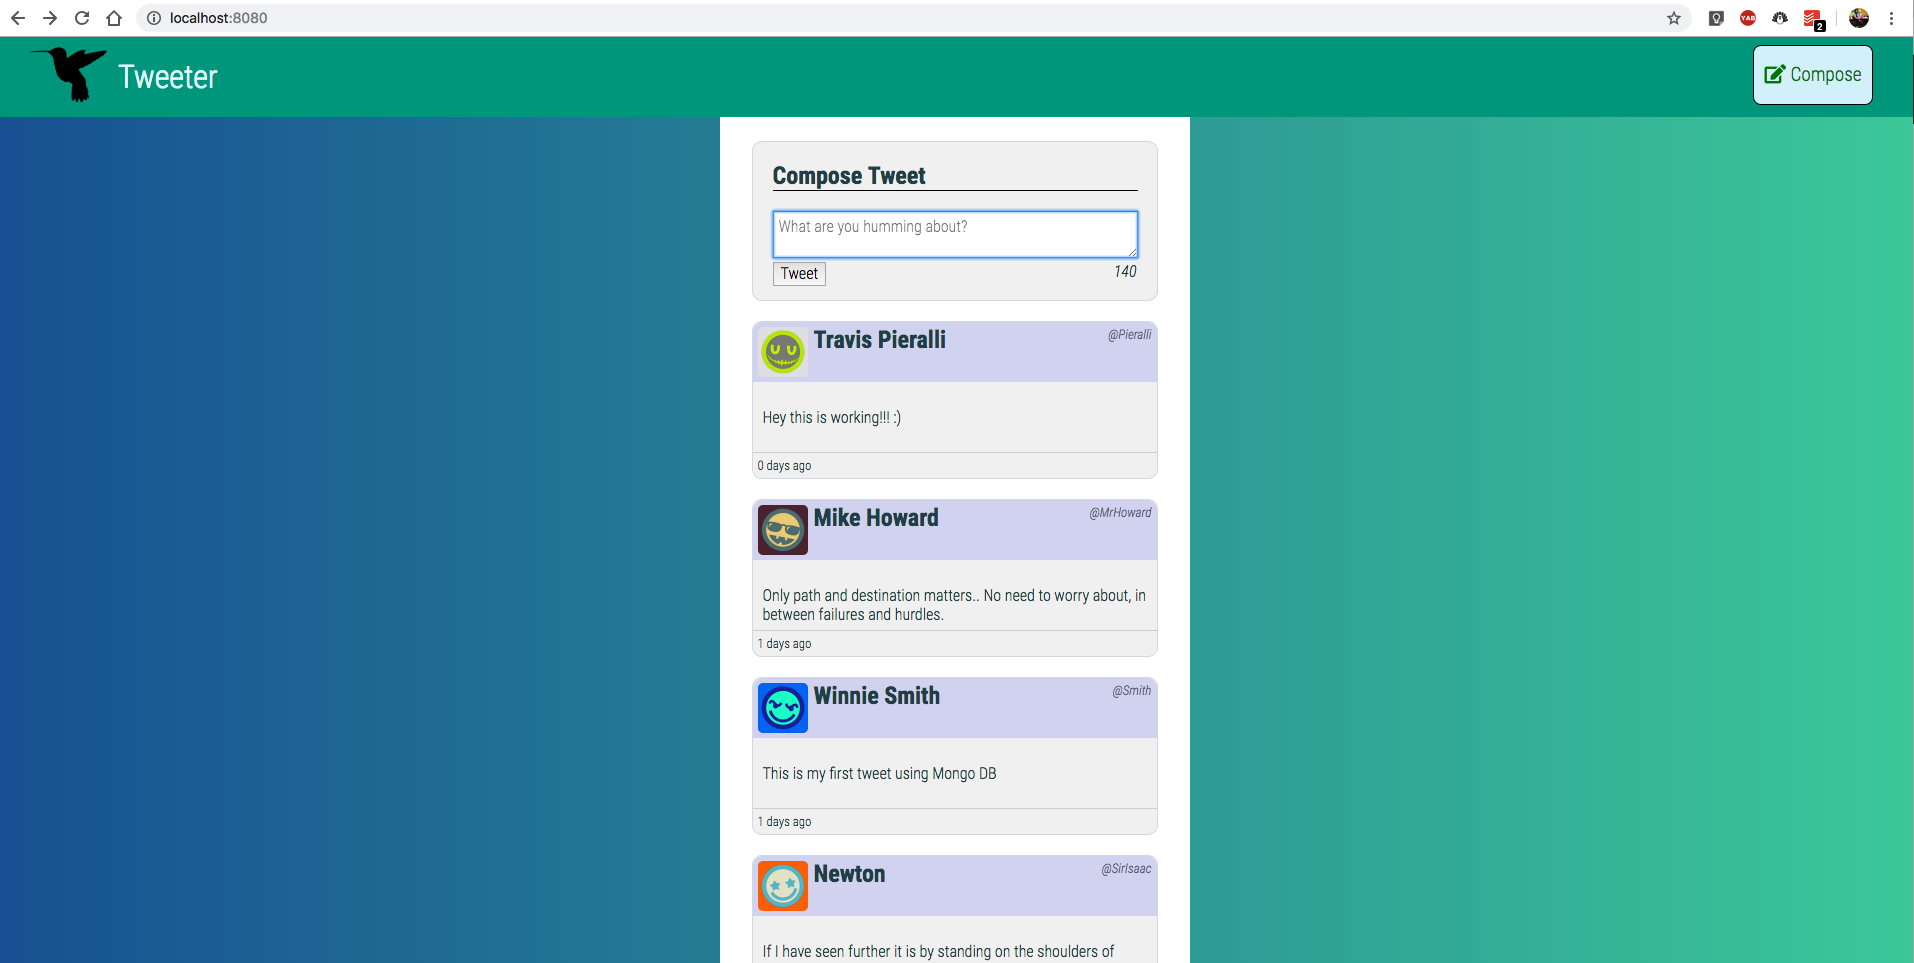 localhost:8080
YAB
2
Tweeter
Compose
Compose Tweet
What are you humming about?
Tweet
140
Travis Pieralli
@Pieralli
Hey this is working!!! :)
0 days ago
Mike Howard
@MrHoward
Only path and destination matters.. No need to worry about, in
between failures and hurdles.
1 days ago
Winnie Smith
@Smith
This is my first tweet using Mongo DB
1 days ago
Newton
@SirIsaac
If I have seen further it is by standing on the shoulders of